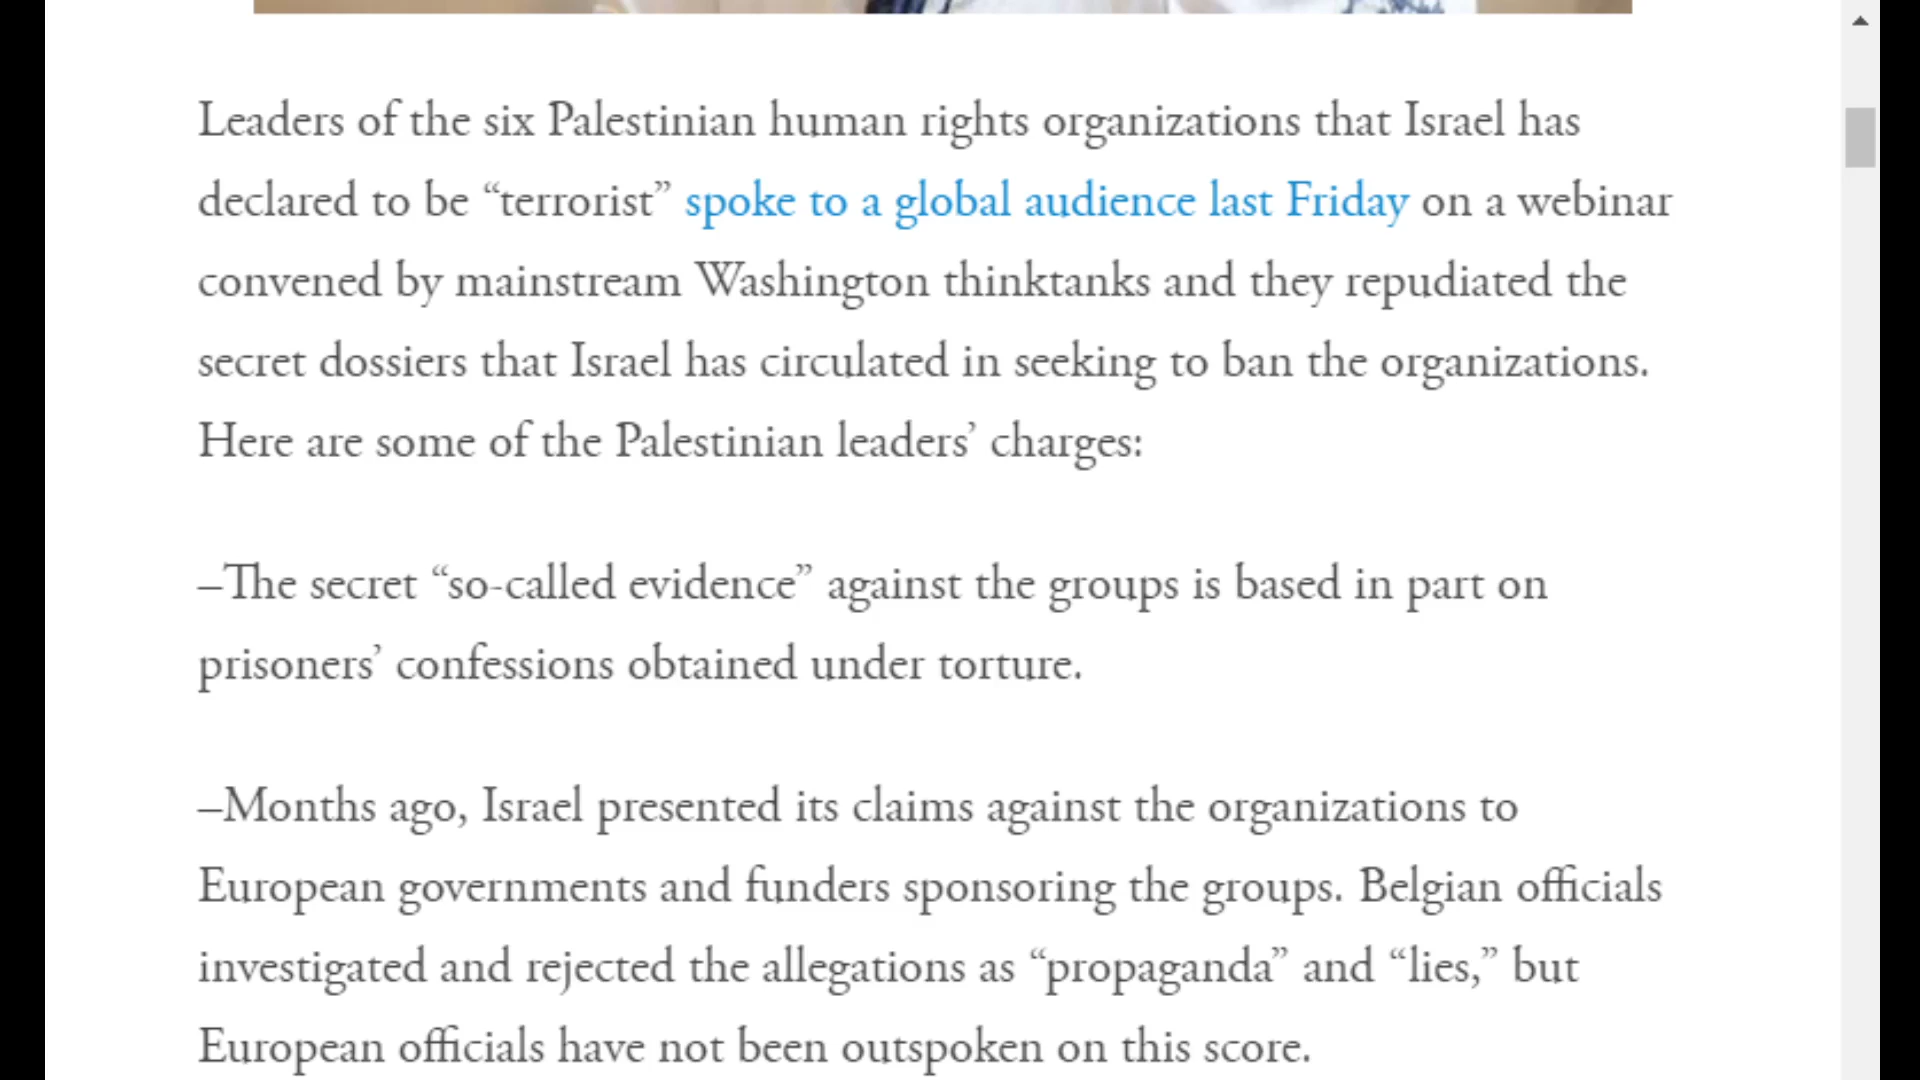 Leaders of the six Palestinian human rights organizations that Israel has
declared to be “terrorist” spoke to a global audience last Friday on a webinar
convened by mainstream Washington thinktanks and they repudiated the
secret dossiers that Israel has circulated in seeking to ban the organizations.
Here are some of the Palestinian leaders’ charges:
–The secret “so-called evidence” against the groups is based in part on
prisoners’ confessions obtained under torture.
–Months ago, Israel presented its claims against the organizations to
European governments and funders sponsoring the groups. Belgian officials
investigated and rejected the allegations as “propaganda” and “lies,” but
European officials have not been outspoken on this score.